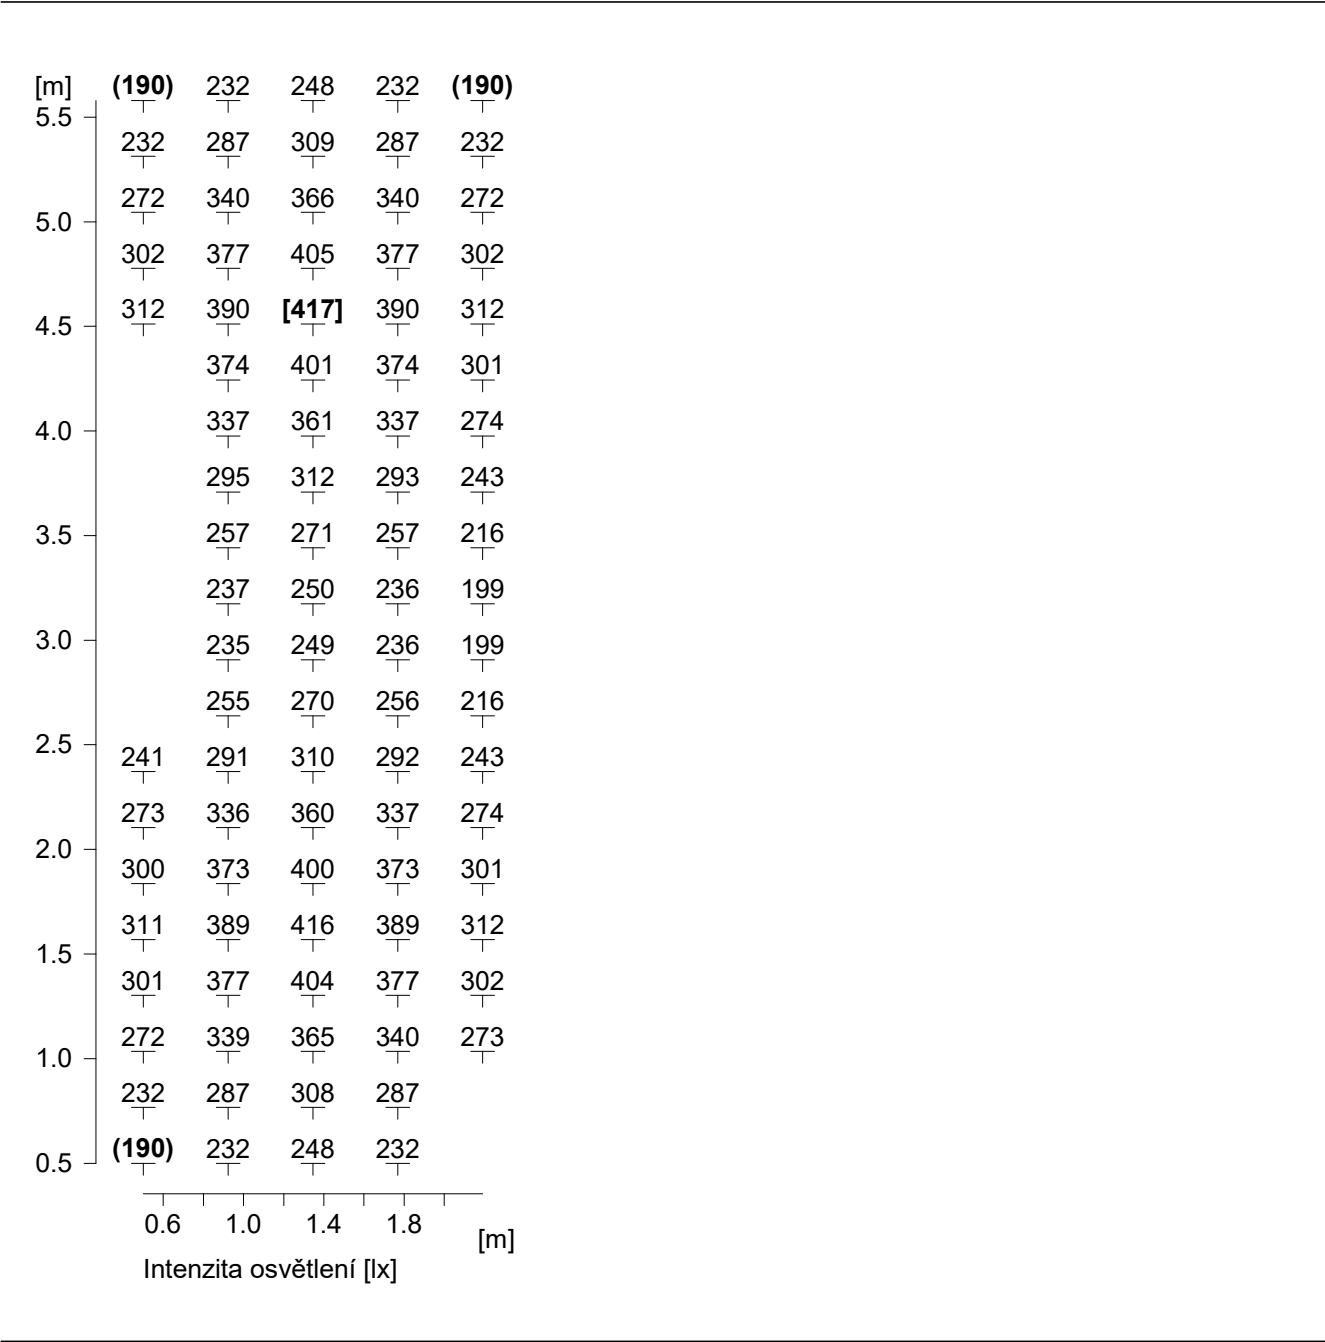 [m] (190) 232 248 232 (190)
5.5
232 287 309 287 232
272 340 366 340 272
5.0
302 377 405 377 302
312 390 [417] 390 312
4.5
374 401 374 301
337 361 337 274
4.0
295 312 293 243
257 271 257 216
3.5
237 250 236 199
3.0
235 249 236 199
255 270 256 216
2.5
241 291 310 292 243
273 336 360 337 274
2.0
300 373 400 373 301
311 389 416 389 312
1.5
301 377 404 377 302
272 339 365 340 273
1.0
232 287 308 287
(190) 232 248 232
0.5
0.6 1.0 1.4 1.8 [m]
Intenzita osvětlení [lx]